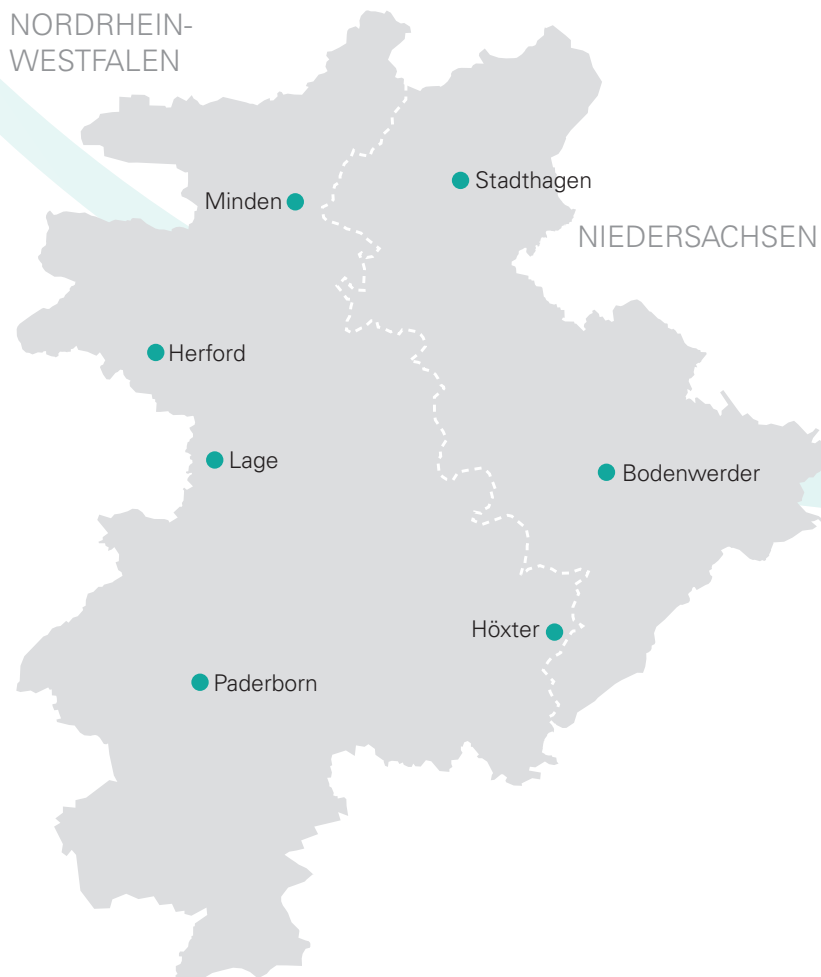 NORDRHEIN-
WESTFALEN
Stadthagen
Minden
NIEDERSACHSEN
Herford
Lage
Bodenwerder
Höxter
Paderborn